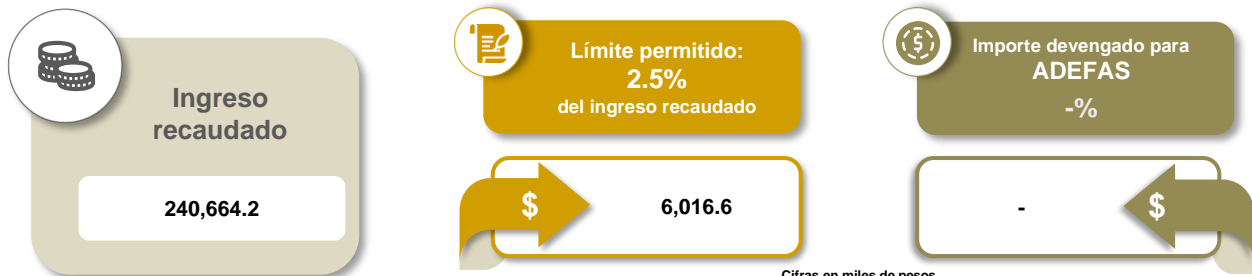 Ingreso
recaudado
240,664.2
Límite permitido:
2.5%
del ingreso recaudado
$
6,016.6
Importe devengado para
ADEFAS
-%
-
$
Cifras en miles de pesos